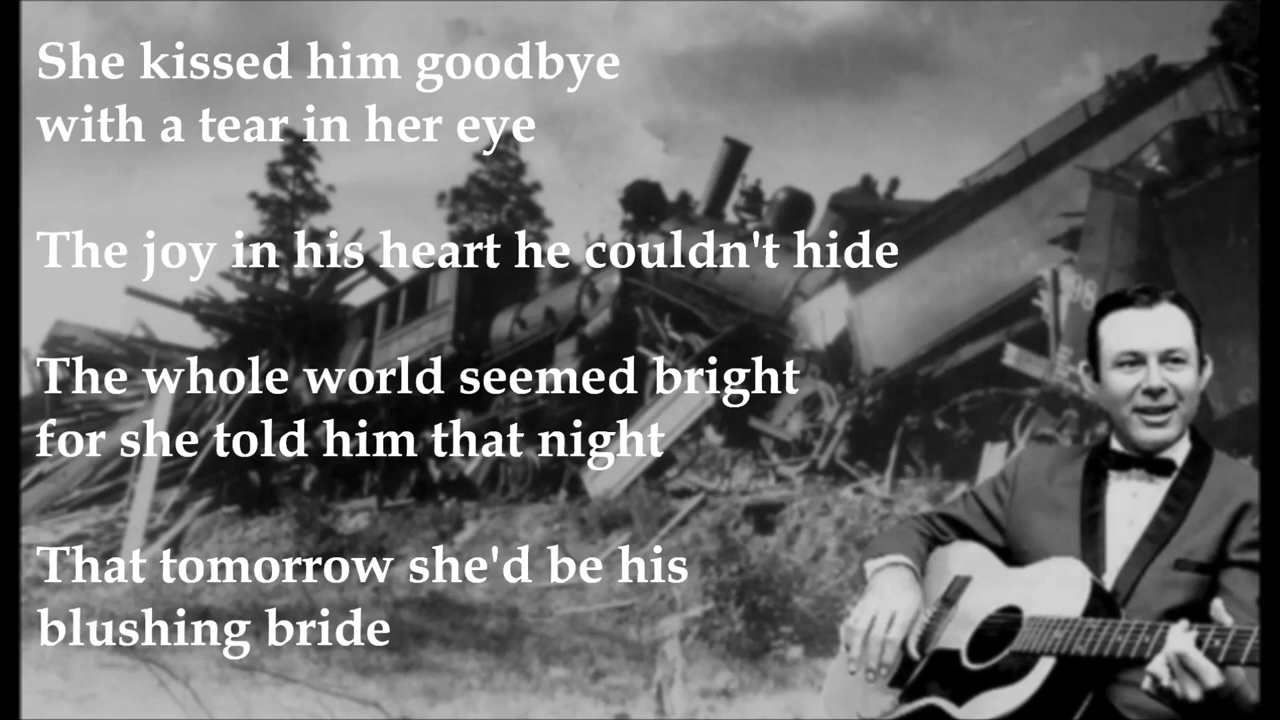 She kissed him goodbye
with a tear in her eye
The joy in his heart he couldn't hide
The whole world seemed bright
for she told him that night
That tomorrow she'd be his
blushing bride